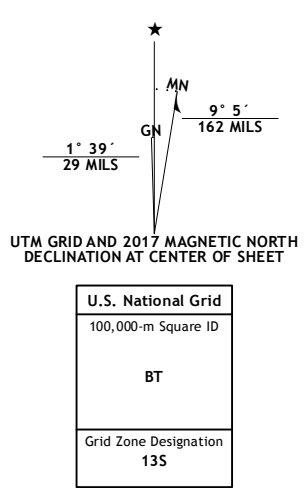 MN
GN
9° 5´
162 MILS
1° 39´
29 MILS
UTM GRID AND 2017 MAGNETIC NORTH
DECLINATION AT CENTER OF SHEET
U.S. National Grid
100,000-m Square ID
BT
Grid Zone Designation
13S